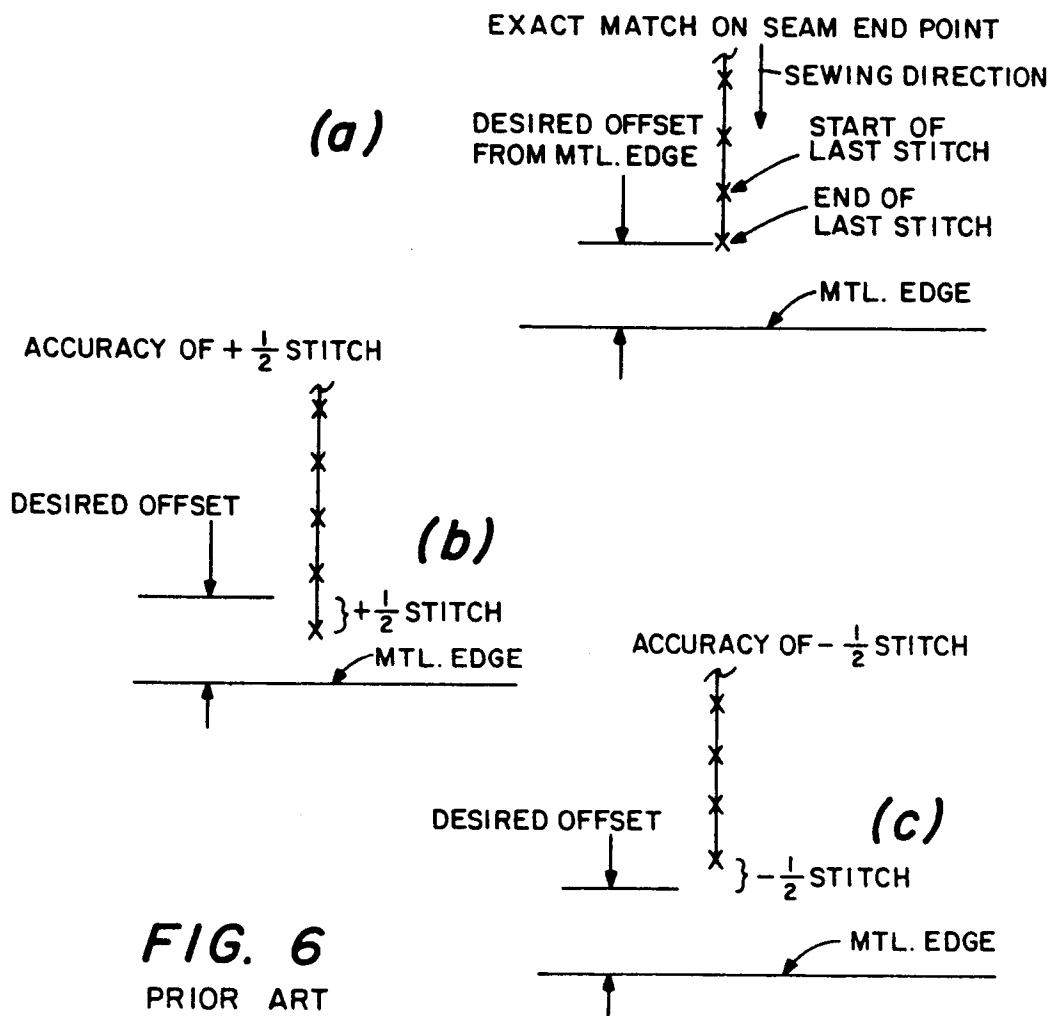 EXACT MATCH ON SEAM END POINT
SEWING DIRECTION
(a)
DESIRED OFFSET
FROM MTL. EDGE
START OF
LAST STITCH
END OF
LAST STITCH
MTL. EDGE
ACCURACY OF + 1/2 STITCH
DESIRED OFFSET
(b)
} + 1/2 STITCH
MTL. EDGE
ACCURACY OF - 1/2 STITCH
DESIRED OFFSET
(c)
} - 1/2 STITCH
MTL. EDGE
FIG. 6
PRIOR ART